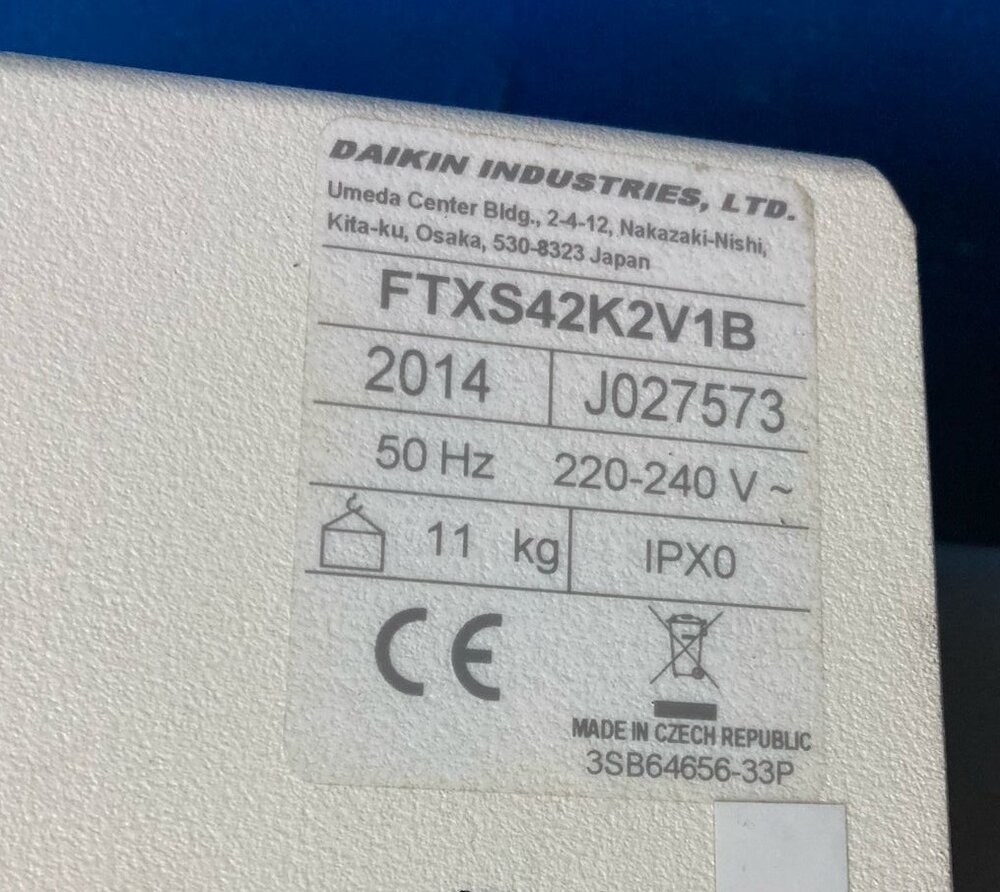 DAIKIN INDUSTRIES, LTD.
Umeda Center Bldg., 2-4-12, Nakazaki-Nishi,
Kita-ku, Osaka, 530-8323 Japan
FTXS42K2V1B
2014 J027573
50 Hz 220-240 V ~
11 kg IPX0
CE
MADE IN CZECH REPUBLIC
3SB64656-33P